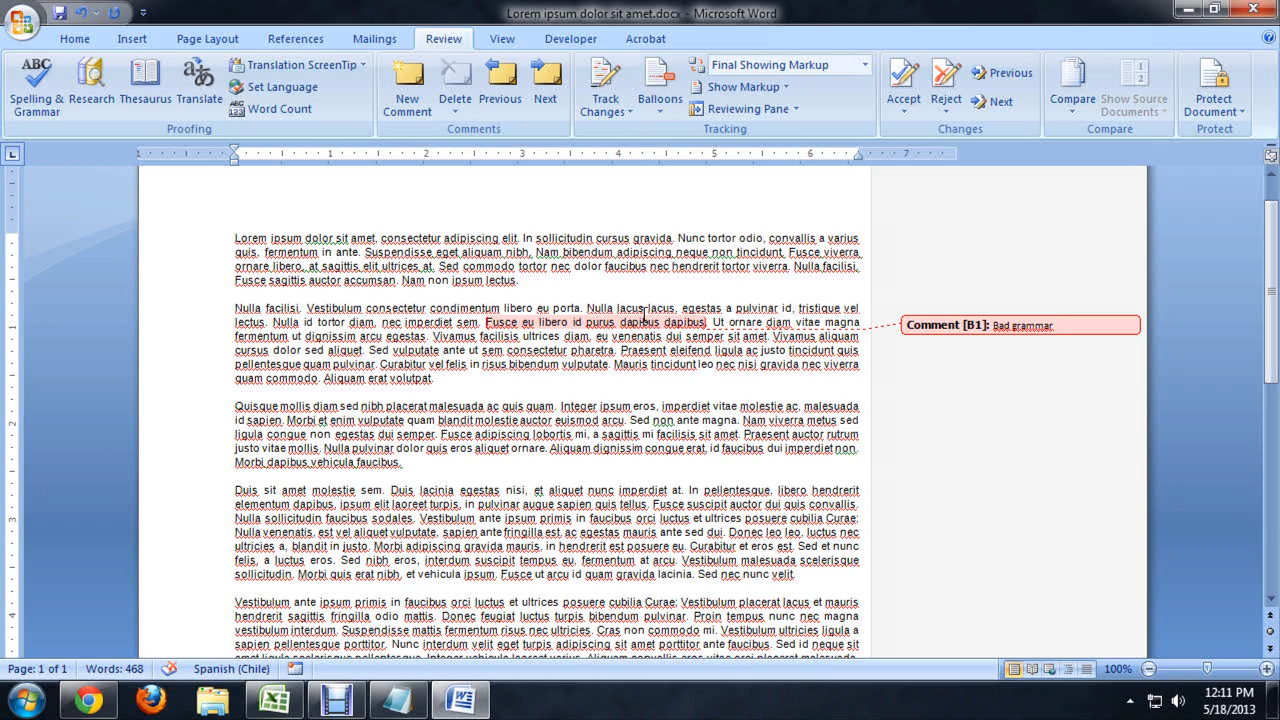 Lorem ipsum dolor sit amet.docx - Microsoft Word
Home Insert Page Layout References Mailings Review View Developer Acrobat
ABC Spelling & Grammar Research Thesaurus Translate
Translation ScreenTip
Set Language
ABC 123 Word Count
Proofing
New Comment Delete Previous Next
Comments
Track Changes Balloons
Final Showing Markup
Show Markup
Reviewing Pane
Tracking
Accept Reject
Previous
Next
Changes
Compare Show Source Documents
Compare
Protect Document
Protect
1 1 2 3 4 5 6 7
Lorem ipsum dolor sit amet, consectetur adipiscing elit. In sollicitudin cursus gravida. Nunc tortor odio, convallis a varius
quis, fermentum in ante. Suspendisse eget aliquam nibh. Nam bibendum adipiscing neque non tincidunt. Fusce viverra
ornare libero, at sagittis elit ultrices at. Sed commodo tortor nec dolor faucibus nec hendrerit tortor viverra. Nulla facilisi.
Fusce sagittis auctor accumsan. Nam non ipsum lectus.
Nulla facilisi. Vestibulum consectetur condimentum libero eu porta. Nulla lacus lacus, egestas a pulvinar id, tristique vel
lectus. Nulla id tortor diam, nec imperdiet sem. Fusce eu libero id purus dapibus dapibus. Ut ornare diam vitae magna
fermentum ut dignissim arcu egestas. Vivamus facilisis ultrices diam, eu venenatis dui semper sit amet. Vivamus aliquam
cursus dolor sed aliquet. Sed vulputate ante ut sem consectetur pharetra. Praesent eleifend ligula ac justo tincidunt quis
pellentesque quam pulvinar. Curabitur vel felis in risus bibendum vulputate. Mauris tincidunt leo nec nisi gravida nec viverra
quam commodo. Aliquam erat volutpat.
Comment [B1]: Bad grammar.
Quisque mollis diam sed nibh placerat malesuada ac quis quam. Integer ipsum eros, imperdiet vitae molestie ac, malesuada
id sapien. Morbi et enim vulputate quam blandit molestie auctor euismod arcu. Sed non ante magna. Nam viverra metus sed
ligula congue non egestas dui semper. Fusce adipiscing lobortis mi, a sagittis mi facilisis sit amet. Praesent auctor rutrum
justo vitae mollis. Nulla pulvinar dolor quis eros aliquet ornare. Aliquam dignissim congue erat, id faucibus dui imperdiet non.
Morbi dapibus vehicula faucibus.
Duis sit amet molestie sem. Duis lacinia egestas nisi, et aliquet nunc imperdiet at. In pellentesque, libero hendrerit
elementum dapibus, ipsum elit laoreet turpis, in pulvinar augue sapien quis tellus. Fusce suscipit auctor dui quis convallis.
Nulla sollicitudin faucibus sodales. Vestibulum ante ipsum primis in faucibus orci luctus et ultrices posuere cubilia Curae;
Nulla venenatis, est vel aliquet vulputate, sapien ante fringilla est, ac egestas mauris ante sed dui. Donec leo leo, luctus nec
ultricies a, blandit in justo. Morbi adipiscing gravida mauris, in hendrerit est posuere eu. Curabitur et eros est. Sed et nunc
felis, a luctus eros. Sed nibh eros, interdum suscipit tempus eu, fermentum at arcu. Vestibulum malesuada scelerisque
sollicitudin. Morbi quis erat nibh, et vehicula ipsum. Fusce ut arcu id quam gravida lacinia. Sed nec nunc velit.
Vestibulum ante ipsum primis in faucibus orci luctus et ultrices posuere cubilia Curae; Vestibulum placerat lacus et mauris
hendrerit sagittis fringilla odio mattis. Donec feugiat luctus turpis bibendum pulvinar. Proin tempus nunc nec magna
vestibulum interdum. Suspendisse mattis fermentum risus nec ultricies. Cras non commodo mi. Vestibulum ultricies ligula a
sapien pellentesque porttitor. Nunc interdum velit eget turpis adipiscing sit amet porttitor ante faucibus. Sed id neque sit
Page: 1 of 1 Words: 468 Spanish (Chile) 100%
12:11 PM
5/18/2013